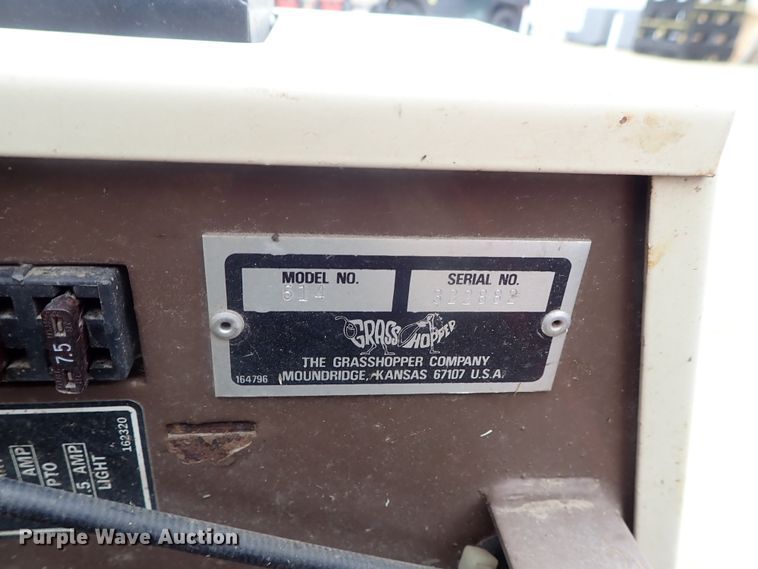 MODEL NO.
SERIAL NO.
614
GRASSHOPPER
THE GRASSHOPPER COMPANY
MOUNDRIDGE, KANSAS 67107 U.S.A.
164796
7.5
162320
AMP
PTO
.5 AMP
LIGHT
Purple Wave Auction